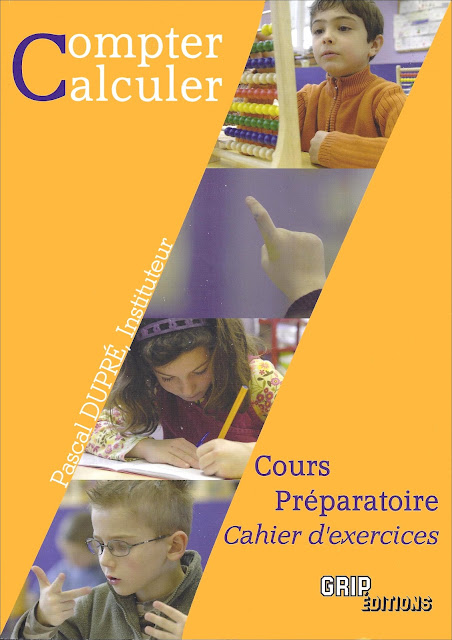 Compter
Calculer
Pascal DUPRÉ, Instituteur
Cours
Préparatoire
Cahier d'exercices
GRIP
ÉDITIONS